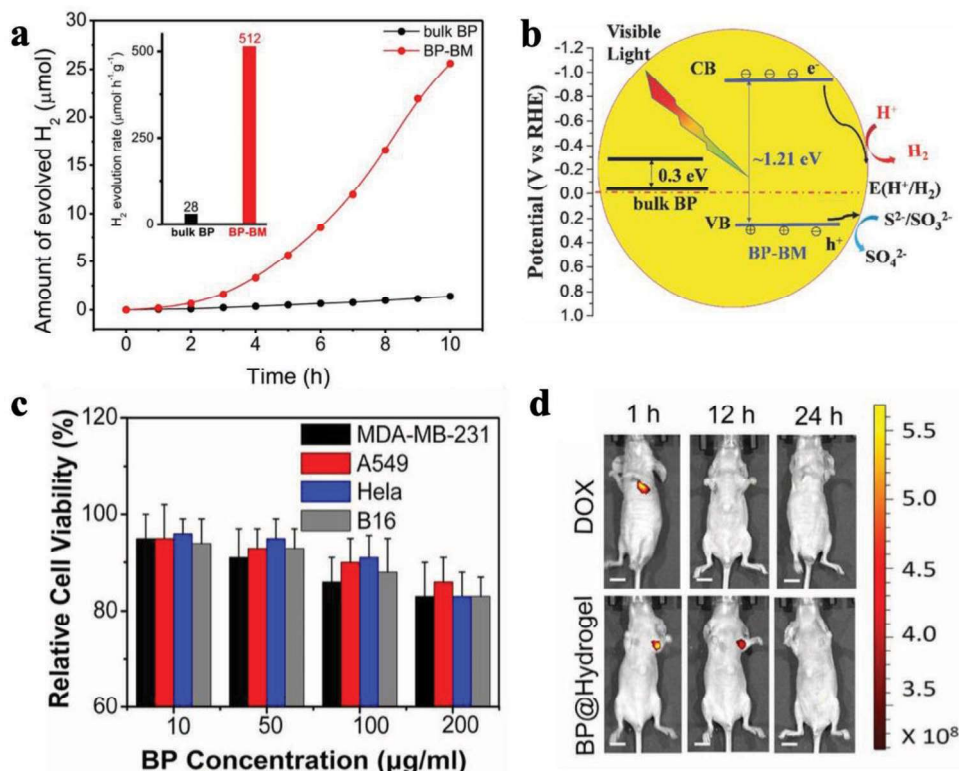 a
Amount of evolved H₂ (μmol)
30
25
20
15
10
5
0
0 2 4 6 8 10
Time (h)
bulk BP
BP-BM
H₂ evolution rate (μmol h⁻¹ g⁻¹)
500
250
0
28
512
bulk BP BP-BM
b
Potential (V vs RHE)
-1.2
-1.0
-0.8
-0.6
-0.4
-0.2
0.0
0.2
0.4
0.6
0.8
1.0
Visible
Light
CB
e⁻
~1.21 eV
0.3 eV
bulk BP
VB
BP-BM
h⁺
H⁺
H₂
E(H⁺/H₂)
S²⁻/SO₃²⁻
SO₄²⁻
c
Relative Cell Viability (%)
120
100
80
60
MDA-MB-231
A549
Hela
B16
10 50 100 200
BP Concentration (μg/ml)
d
1 h 12 h 24 h
DOX
BP@Hydrogel
5.5
5.0
4.5
4.0
3.5
X 10⁸